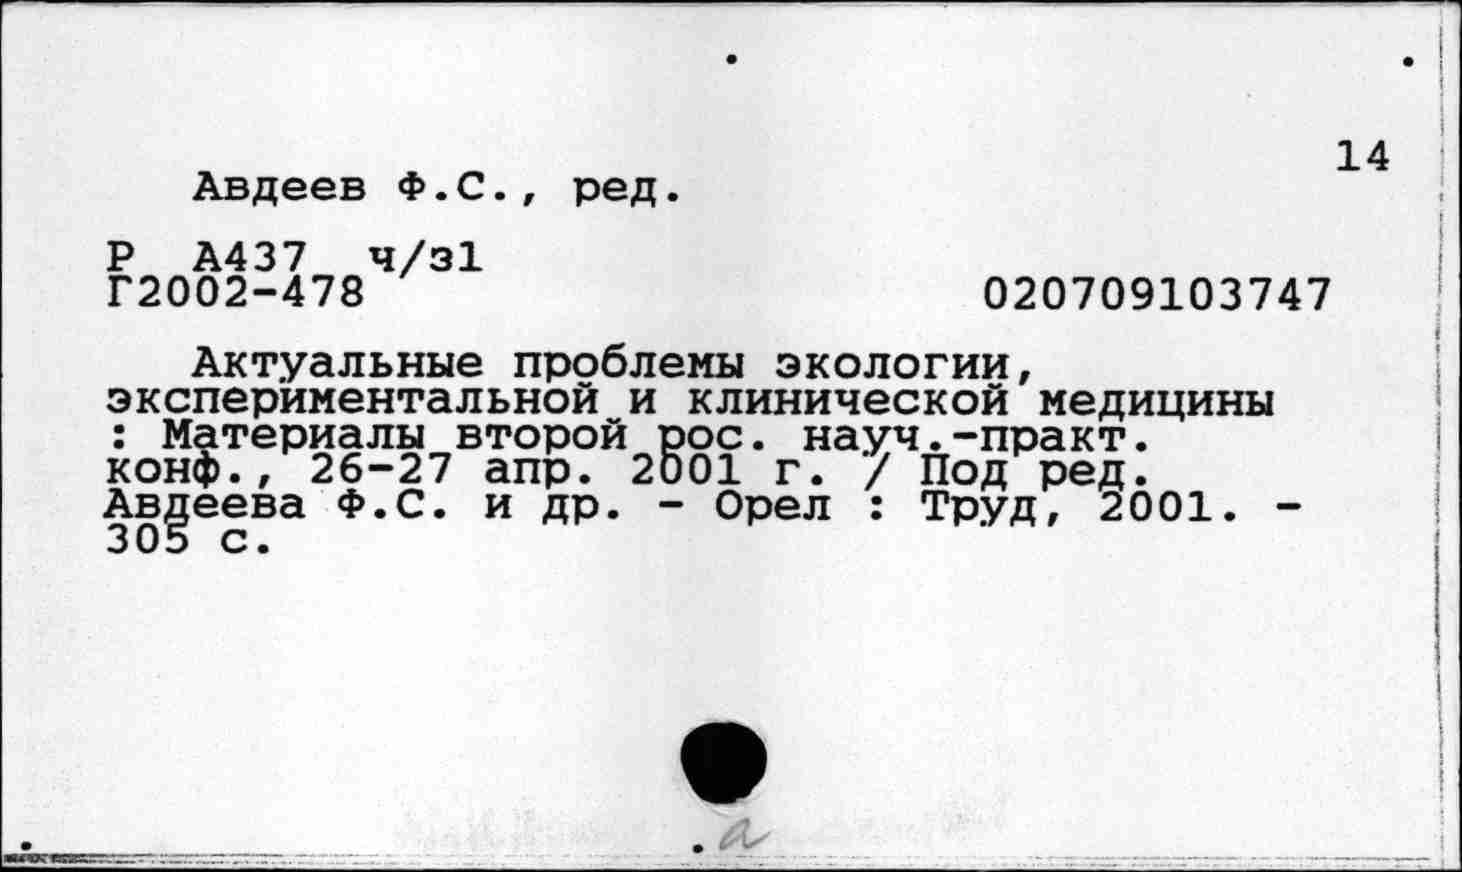 14
Авдеев Ф.С., ред.
Р А437 ч/з1
Г2002-478 020709103747
Актуальные проблемы экологии,
экспериментальной и клинической медицины
: Материалы второй рос. науч.-практ.
конф., 26-27 апр. 2001 г. / Под ред.
Авдеева Ф.С. и др. - Орел : Труд, 2001. -
305 с.
а